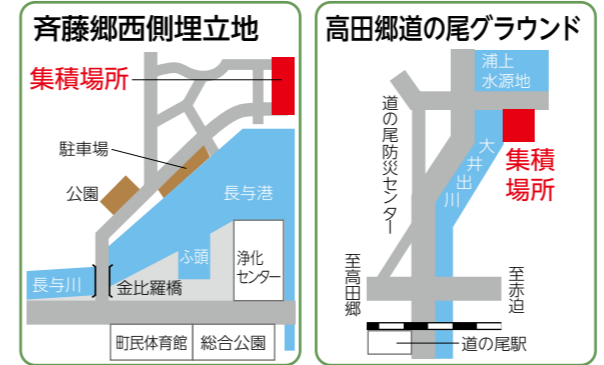 斉藤郷西側埋立地
集積場所
駐車場
公園
長与港
ふ頭
浄化
センター
長与川
金比羅橋
町民体育館
総合公園
高田郷道の尾グラウンド
浦上
水源地
道の尾防災センター
大井出川
集積
場所
至高田郷
至赤迫
道の尾駅